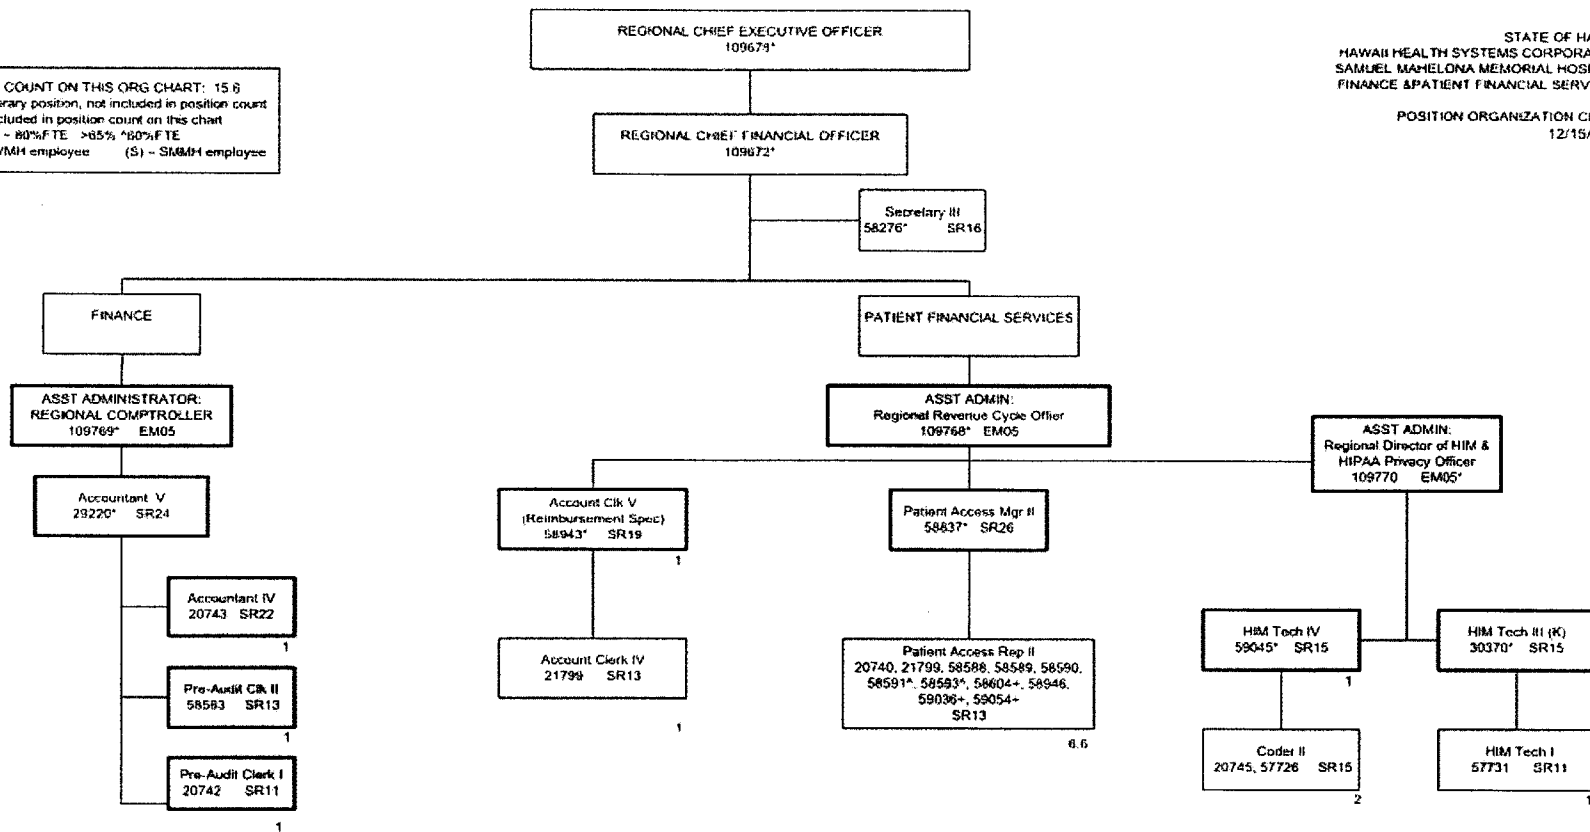 REGIONAL CHIEF EXECUTIVE OFFICER
109671*
STATE OF HA
HAWAII HEALTH SYSTEMS CORPORA
SAMUEL MAHELONA MEMORIAL HOSP
FINANCE &PATIENT FINANCIAL SERV
POSITION ORGANIZATION C
12/15/
COUNT ON THIS ORG CHART: 15.6
rary position, not included in position count
cluded in position count on this chart
~ 80%FTE >65% ^60%FTE
MH employee (S) - SMMH employee
REGIONAL CHIEF FINANCIAL OFFICER
109672*
Secretary III
58276* SR16
FINANCE
PATIENT FINANCIAL SERVICES
ASST ADMINISTRATOR:
REGIONAL COMPTROLLER
109769* EM05
ASST ADMIN:
Regional Revenue Cycle Offier
109768* EM05
ASST ADMIN:
Regional Director of HIM &
HIPAA Privacy Officer
109770 EM05*
Accountant V
29220* SR24
Account Clk V
(Reimbursement Spec)
58943* SR19
1
Patient Access Mgr II
58837* SR26
Accountant IV
20743 SR22
1
Pre-Audit Clk II
58583 SR13
1
Pre-Audit Clerk I
20742 SR11
1
Account Clerk IV
21799 SR13
1
Patient Access Rep II
20740, 21799, 58588, 58589, 58590,
58591^, 58593^, 58604+, 58946,
59036+, 59054+
SR13
6.6
HIM Tech IV
59045* SR15
1
HIM Tech III (K)
30370* SR15
Coder II
20745, 57726 SR15
2
HIM Tech I
57731 SR11
1